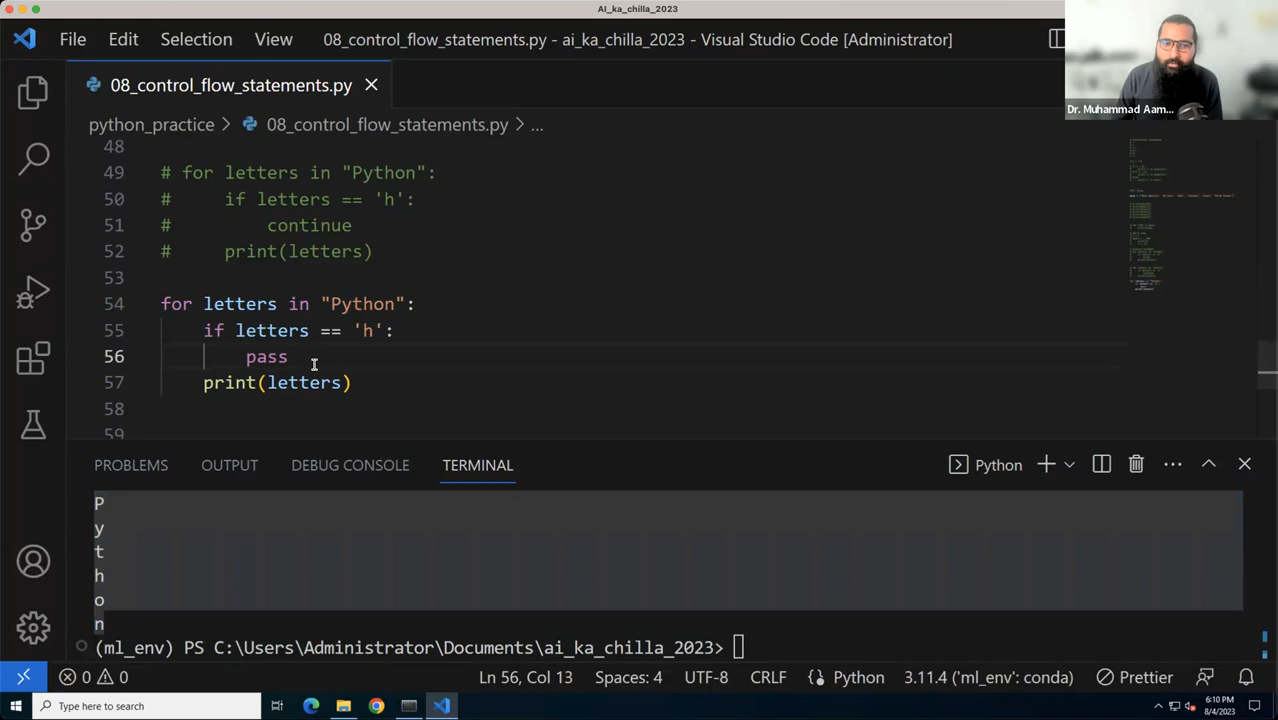 AI_ka_chilla_2023
File Edit Selection View 08_control_flow_statements.py - ai_ka_chilla_2023 - Visual Studio Code [Administrator]
08_control_flow_statements.py
Dr. Muhammad Aam...
python_practice > 08_control_flow_statements.py > ...
48
49 # for letters in "Python":
50 #     if letters == 'h':
51 #         continue
52 #     print(letters)
53
54 for letters in "Python":
55     if letters == 'h':
56         pass
57     print(letters)
58
59
PROBLEMS OUTPUT DEBUG CONSOLE TERMINAL Python
P
y
t
h
o
n
(ml_env) PS C:\Users\Administrator\Documents\ai_ka_chilla_2023>
0 0 Ln 56, Col 13 Spaces: 4 UTF-8 CRLF Python 3.11.4 ('ml_env': conda) Prettier
Type here to search 6:10 PM
8/4/2023